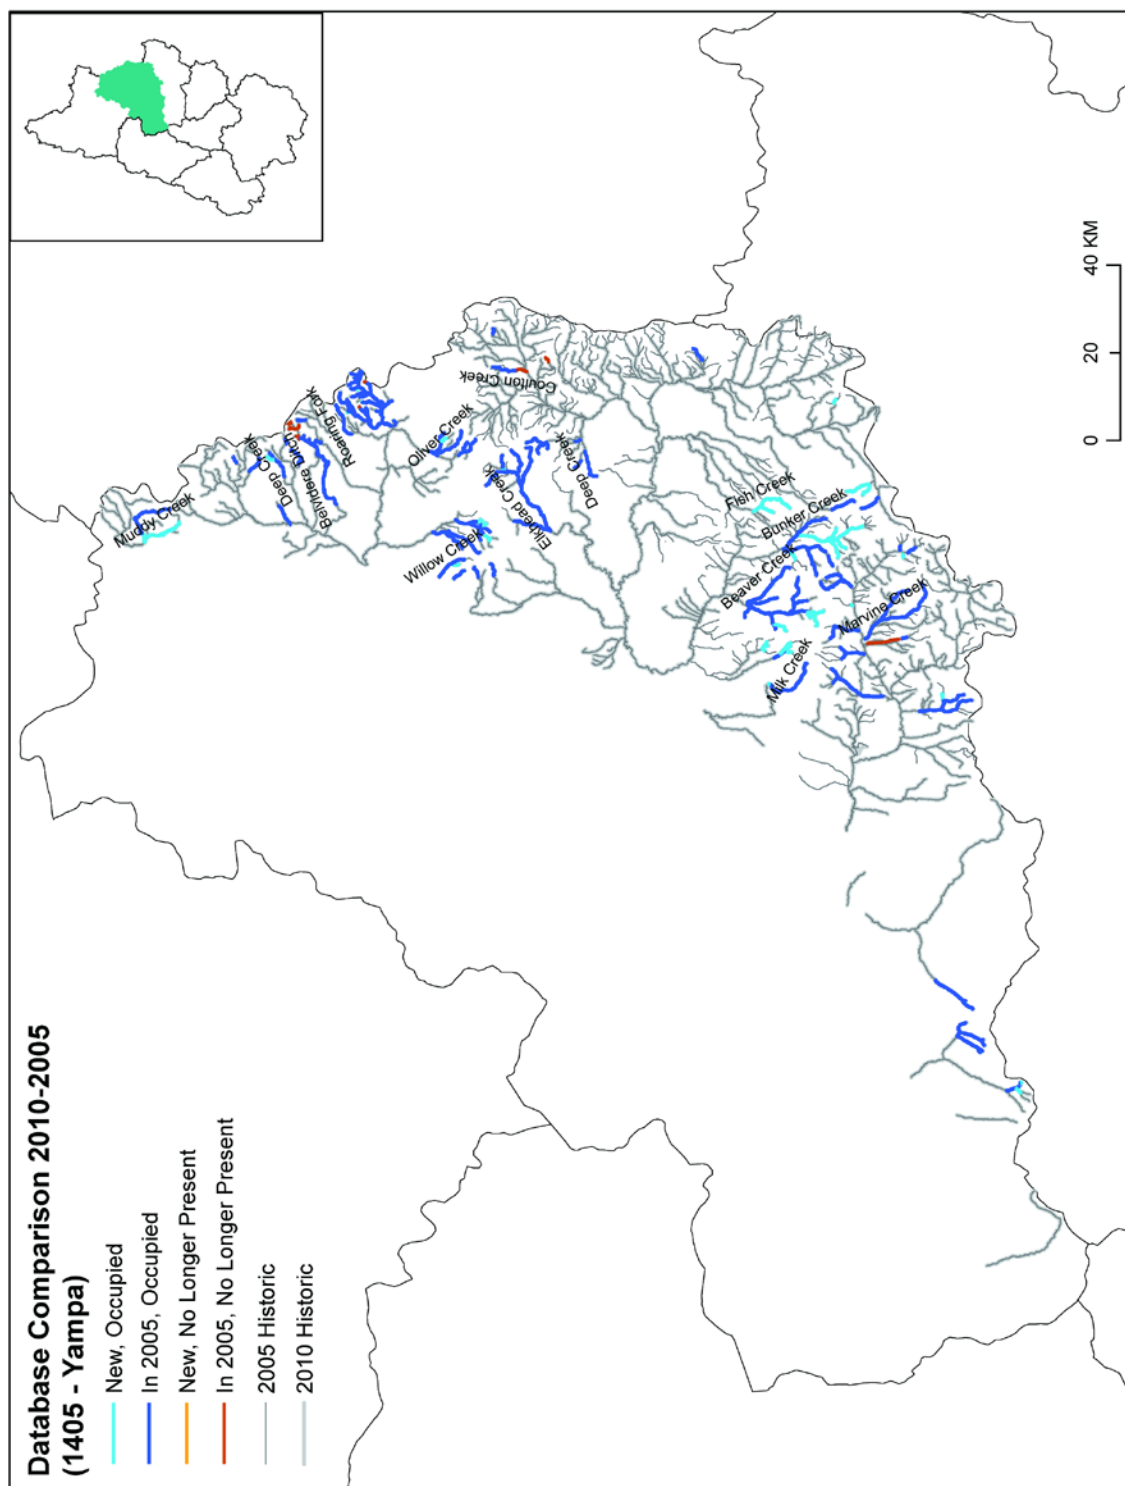 Database Comparison 2010-2005
(1405 - Yampa)
New, Occupied
In 2005, Occupied
New, No Longer Present
In 2005, No Longer Present
2005 Historic
2010 Historic
Muddy Creek
Deep Creek
Belvidere Ditch
Roaring Fork
Willow Creek
Oliver Creek
Coulton Creek
Elkhead Creek
Deep Creek
Fish Creek
Bunker Creek
Beaver Creek
Marvine Creek
Milk Creek
0
20
40 KM